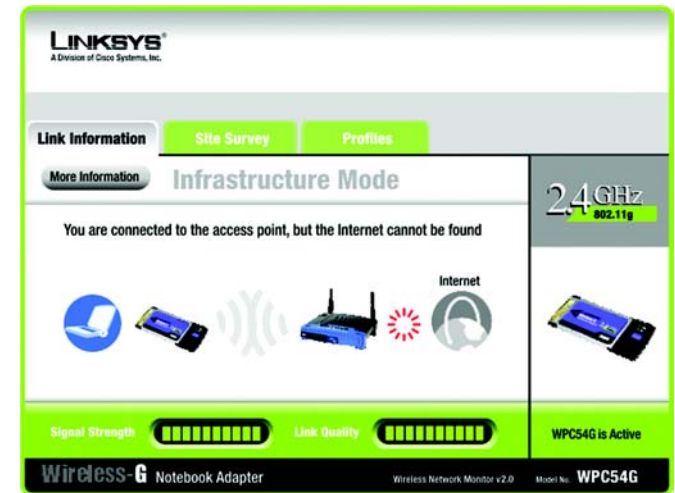 LINKSYS®
A Division of Cisco Systems, Inc.
Link Information
Site Survey
Profiles
More Information
Infrastructure Mode
2.4 GHz
802.11g
You are connected to the access point, but the Internet cannot be found
Internet
Signal Strength
Link Quality
WPC54G is Active
Wireless-G Notebook Adapter
Wireless Network Monitor v2.0
Model No. WPC54G